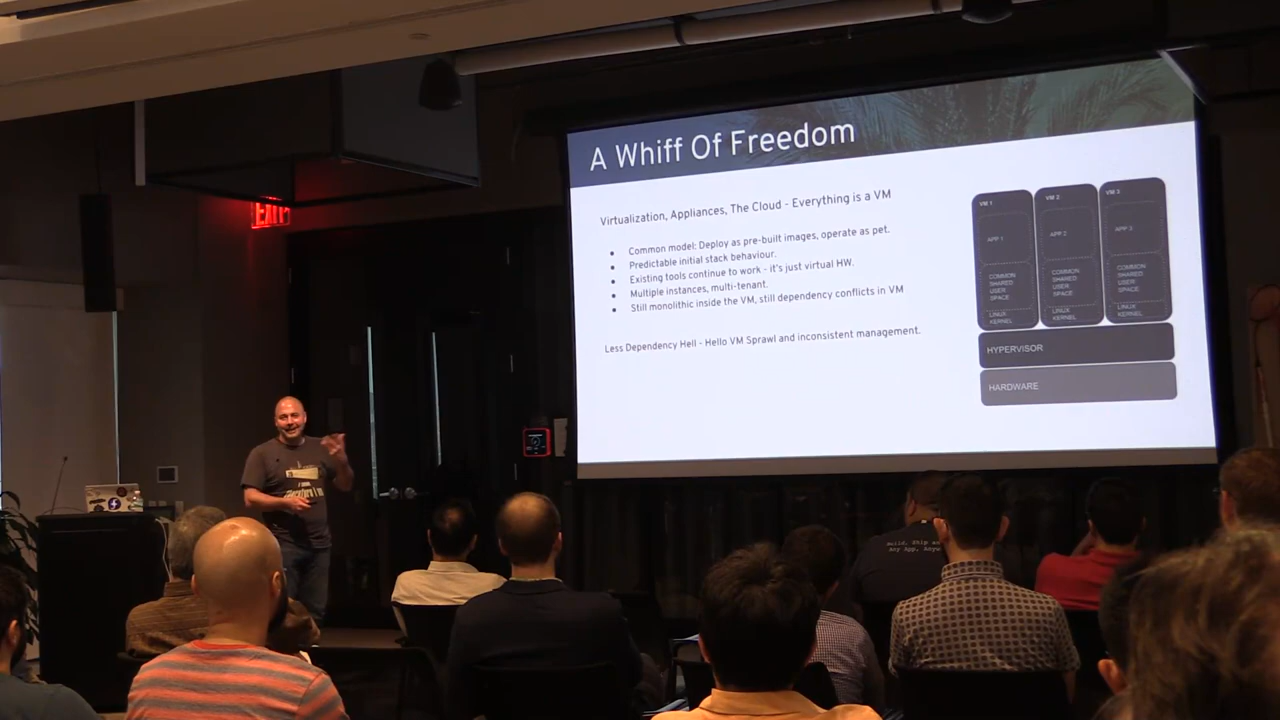 A Whiff Of Freedom
Virtualization, Appliances, The Cloud - Everything is a VM
Common model: Deploy as pre-built images, operate as pet.
Predictable initial stack behaviour.
Existing tools continue to work - it's just virtual HW.
Multiple instances, multi-tenant.
Still monolithic inside the VM, still dependency conflicts in VM
Less Dependency Hell - Hello VM Sprawl and inconsistent management.
VM 1
APP 1
COMMON
SHARED
USER
SPACE
LINUX
KERNEL
VM 2
APP 2
COMMON
SHARED
USER
SPACE
LINUX
KERNEL
VM 3
APP 3
COMMON
SHARED
USER
SPACE
LINUX
KERNEL
HYPERVISOR
HARDWARE
EXIT
Build, Ship
Any App,